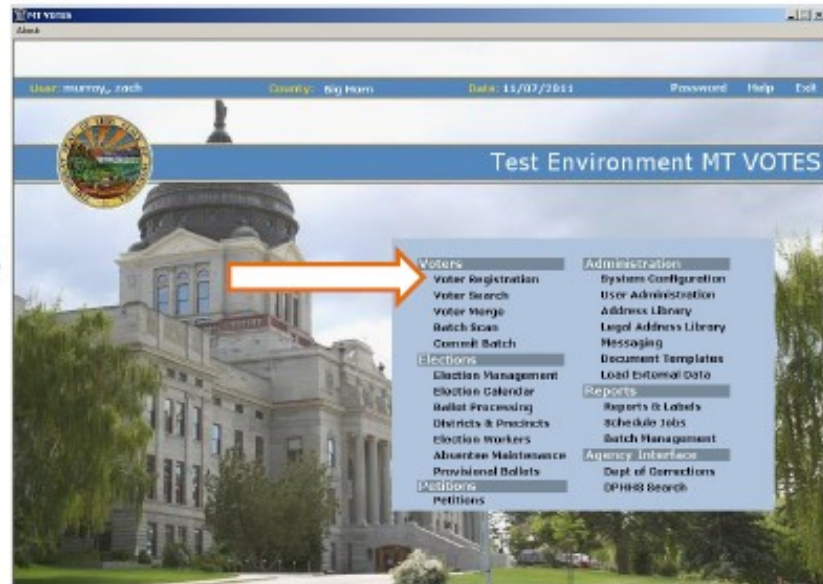 MT VOTES
About
User: murray,, zach County: Big Horn Date: 11/07/2011 Password Help Exit
Test Environment MT VOTES
Voters
Voter Registration
Voter Search
Voter Merge
Batch Scan
Commit Batch
Elections
Election Management
Election Calendar
Ballot Processing
Districts & Precincts
Election Workers
Absentee Maintenance
Provisional Ballots
Petitions
Petitions
Administration
System Configuration
User Administration
Address Library
Legal Address Library
Messaging
Document Templates
Load External Data
Reports
Reports & Labels
Schedule Jobs
Batch Management
Agency Interface
Dept of Corrections
DPHHS Search